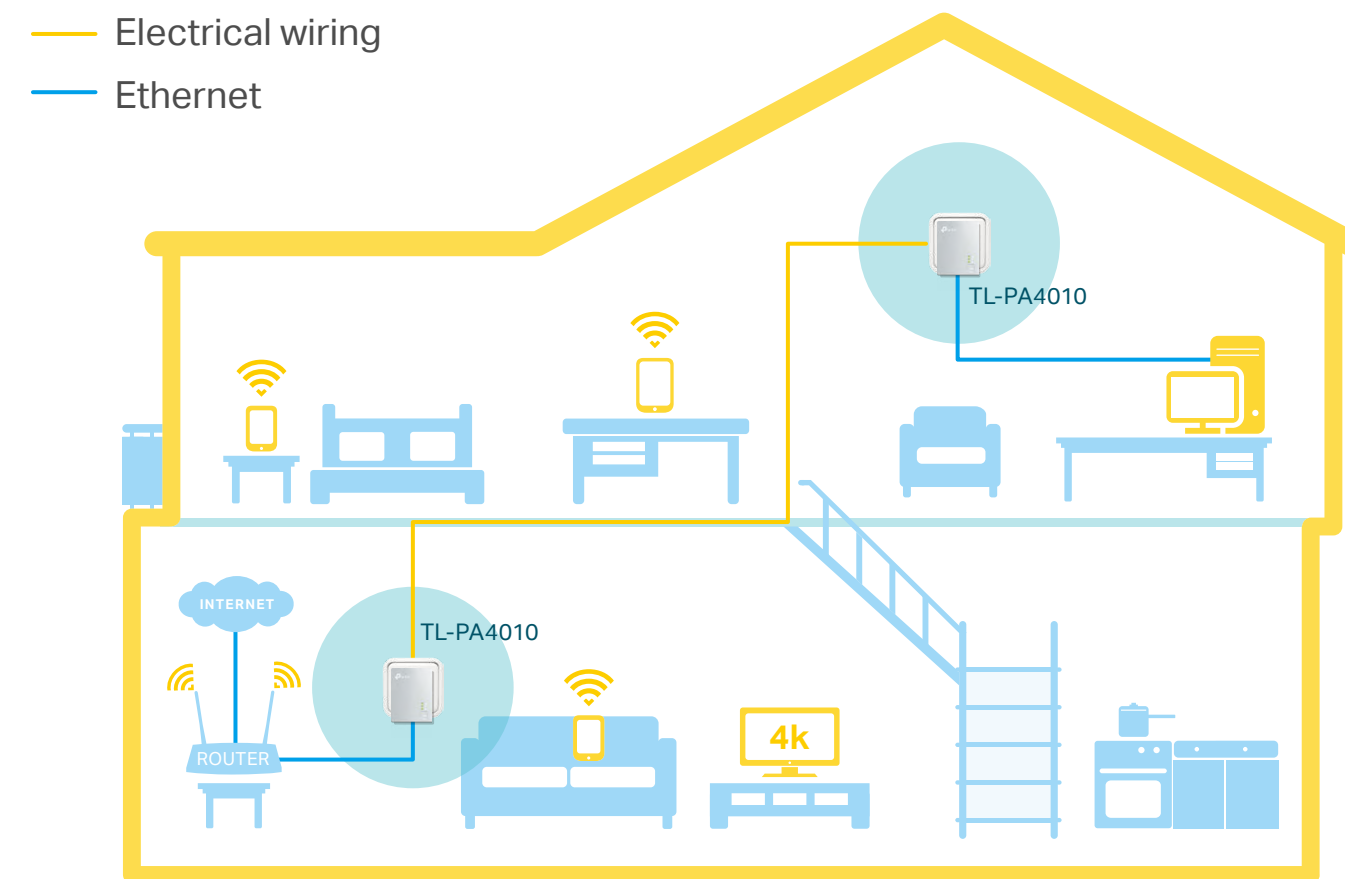 Electrical wiring
Ethernet
TL-PA4010
INTERNET
TL-PA4010
4k
ROUTER